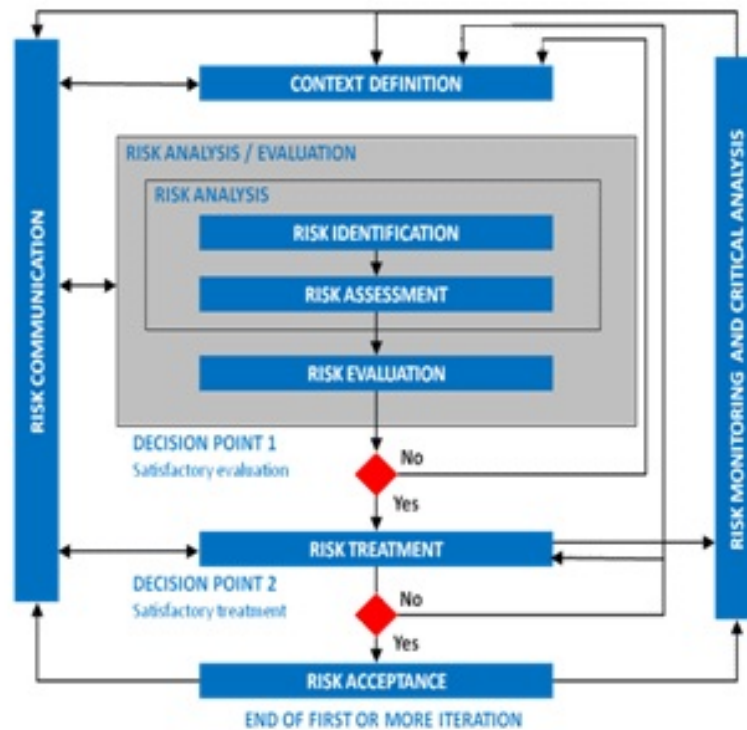 CONTEXT DEFINITION
RISK ANALYSIS / EVALUATION
RISK ANALYSIS
RISK IDENTIFICATION
RISK ASSESSMENT
RISK EVALUATION
RISK COMMUNICATION
RISK MONITORING AND CRITICAL ANALYSIS
DECISION POINT 1
Satisfactory evaluation
No
Yes
RISK TREATMENT
DECISION POINT 2
Satisfactory treatment
No
Yes
RISK ACCEPTANCE
END OF FIRST OR MORE ITERATION